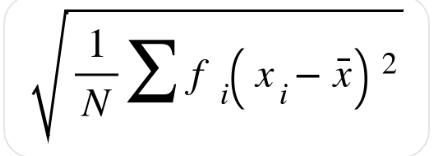 √(1/N ∑ f_i (x_i − x̄)²)